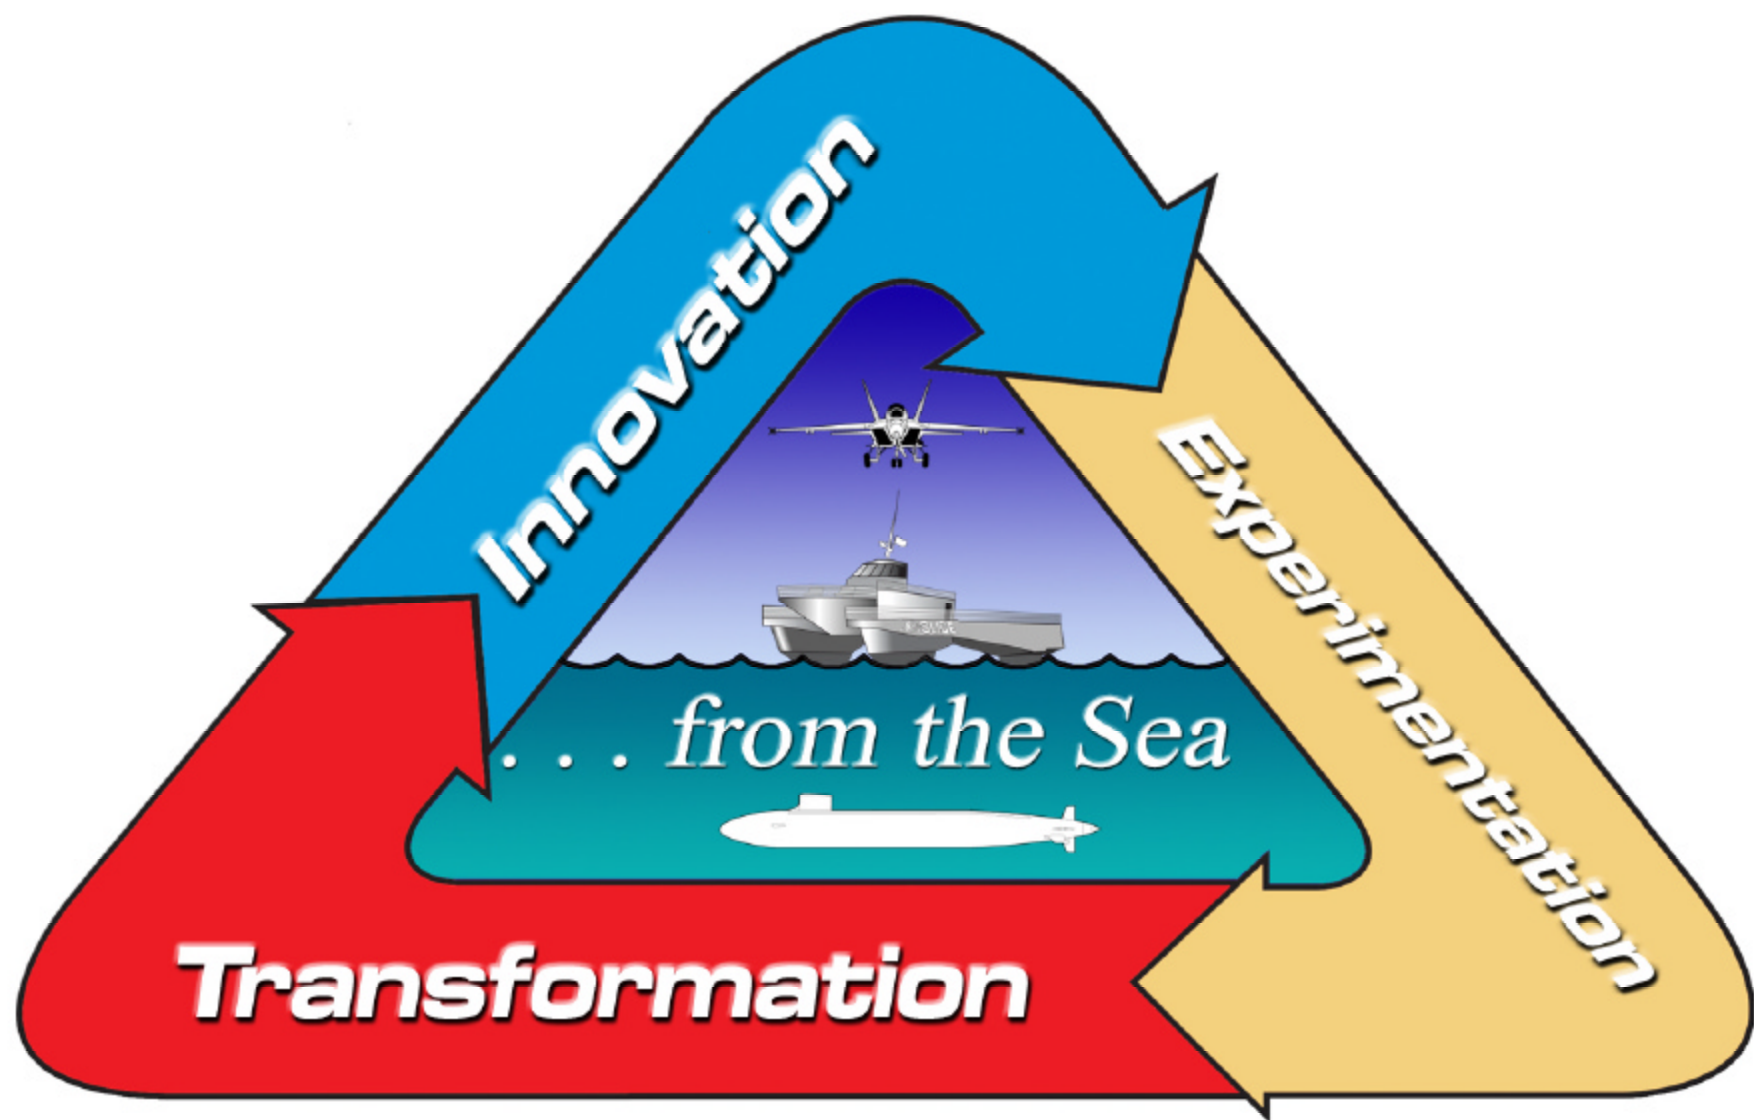 Innovation
Experimentation
Transformation
. . . from the Sea